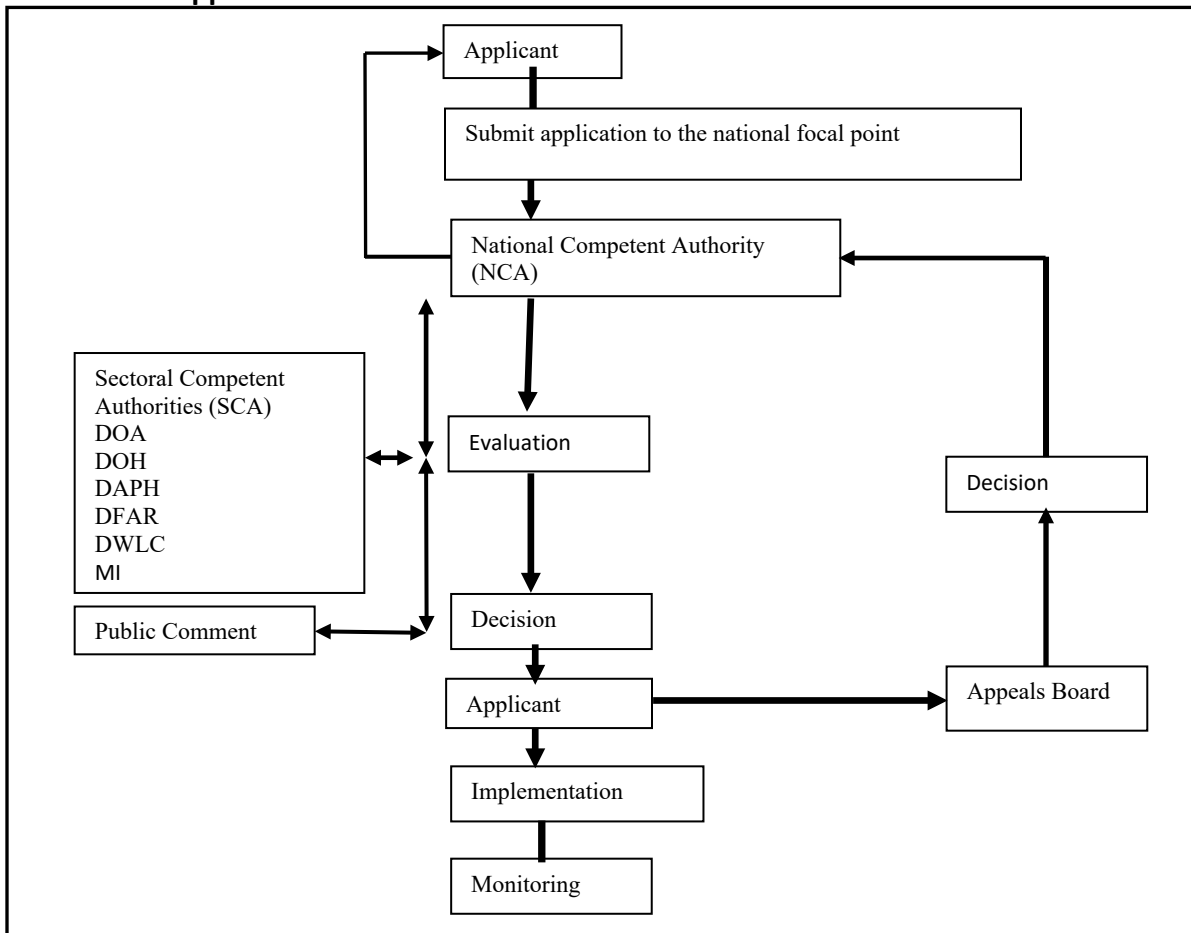 Applicant
Submit application to the national focal point
National Competent Authority
(NCA)
Sectoral Competent
Authorities (SCA)
DOA
DOH
DAPH
DFAR
DWLC
MI
Evaluation
Decision
Public Comment
Decision
Applicant
Appeals Board
Implementation
Monitoring